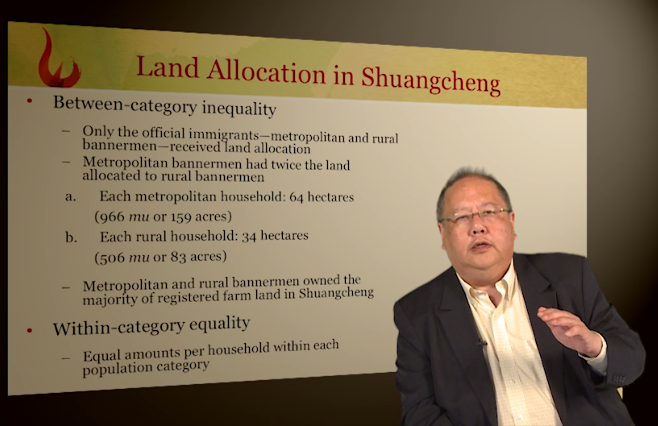 Land Allocation in Shuangcheng
• Between-category inequality
– Only the official immigrants—metropolitan and rural
bannermen—received land allocation
– Metropolitan bannermen had twice the land
allocated to rural bannermen
a. Each metropolitan household: 64 hectares
(966 mu or 159 acres)
b. Each rural household: 34 hectares
(506 mu or 83 acres)
– Metropolitan and rural bannermen owned the
majority of registered farm land in Shuangcheng
• Within-category equality
– Equal amounts per household within each
population category